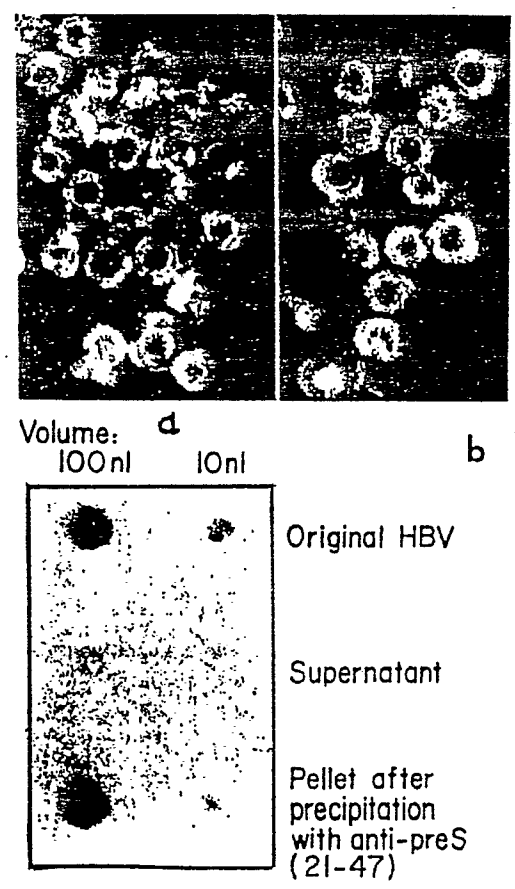 Volume:
a
b
100nl 10nl
Original HBV
Supernatant
Pellet after
precipitation
with anti-preS
(21-47)